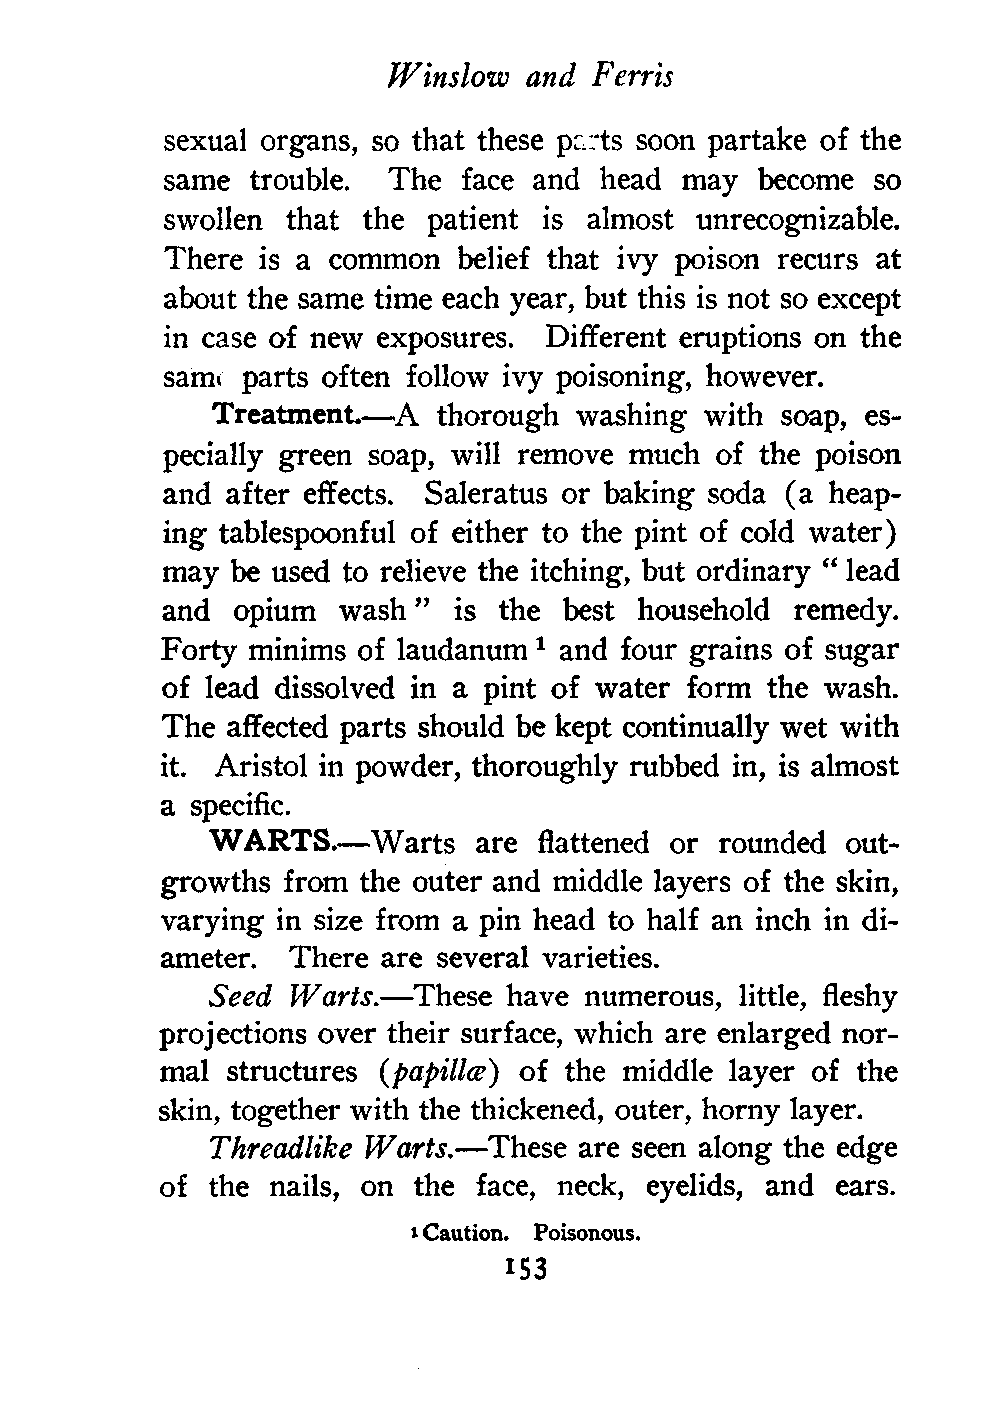 Winslow and Ferris
sexual organs, so that these parts soon partake of the
same trouble. The face and head may become so
swollen that the patient is almost unrecognizable.
There is a common belief that ivy poison recurs at
about the same time each year, but this is not so except
in case of new exposures. Different eruptions on the
same parts often follow ivy poisoning, however.
Treatment.—A thorough washing with soap, es-
pecially green soap, will remove much of the poison
and after effects. Saleratus or baking soda (a heap-
ing tablespoonful of either to the pint of cold water)
may be used to relieve the itching, but ordinary “ lead
and opium wash ” is the best household remedy.
Forty minims of laudanum ¹ and four grains of sugar
of lead dissolved in a pint of water form the wash.
The affected parts should be kept continually wet with
it. Aristol in powder, thoroughly rubbed in, is almost
a specific.
WARTS.—Warts are flattened or rounded out-
growths from the outer and middle layers of the skin,
varying in size from a pin head to half an inch in di-
ameter. There are several varieties.
Seed Warts.—These have numerous, little, fleshy
projections over their surface, which are enlarged nor-
mal structures (papillæ) of the middle layer of the
skin, together with the thickened, outer, horny layer.
Threadlike Warts.—These are seen along the edge
of the nails, on the face, neck, eyelids, and ears.
¹ Caution. Poisonous.
153